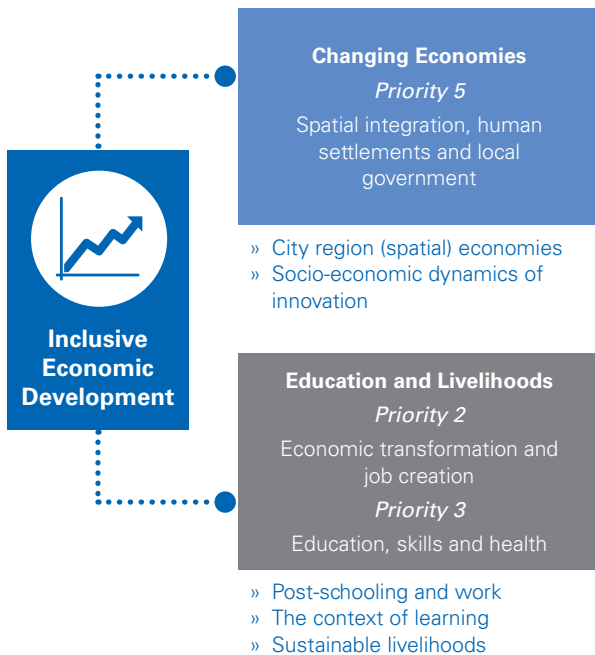 Inclusive
Economic
Development
Changing Economies
Priority 5
Spatial integration, human
settlements and local
government
» City region (spatial) economies
» Socio-economic dynamics of
innovation
Education and Livelihoods
Priority 2
Economic transformation and
job creation
Priority 3
Education, skills and health
» Post-schooling and work
» The context of learning
» Sustainable livelihoods